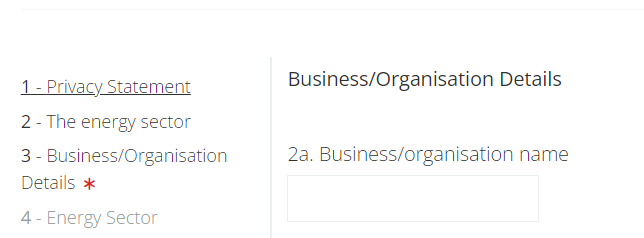 1 - Privacy Statement
2 - The energy sector
3 - Business/Organisation
Details *
4 - Energy Sector
Business/Organisation Details
2a. Business/organisation name